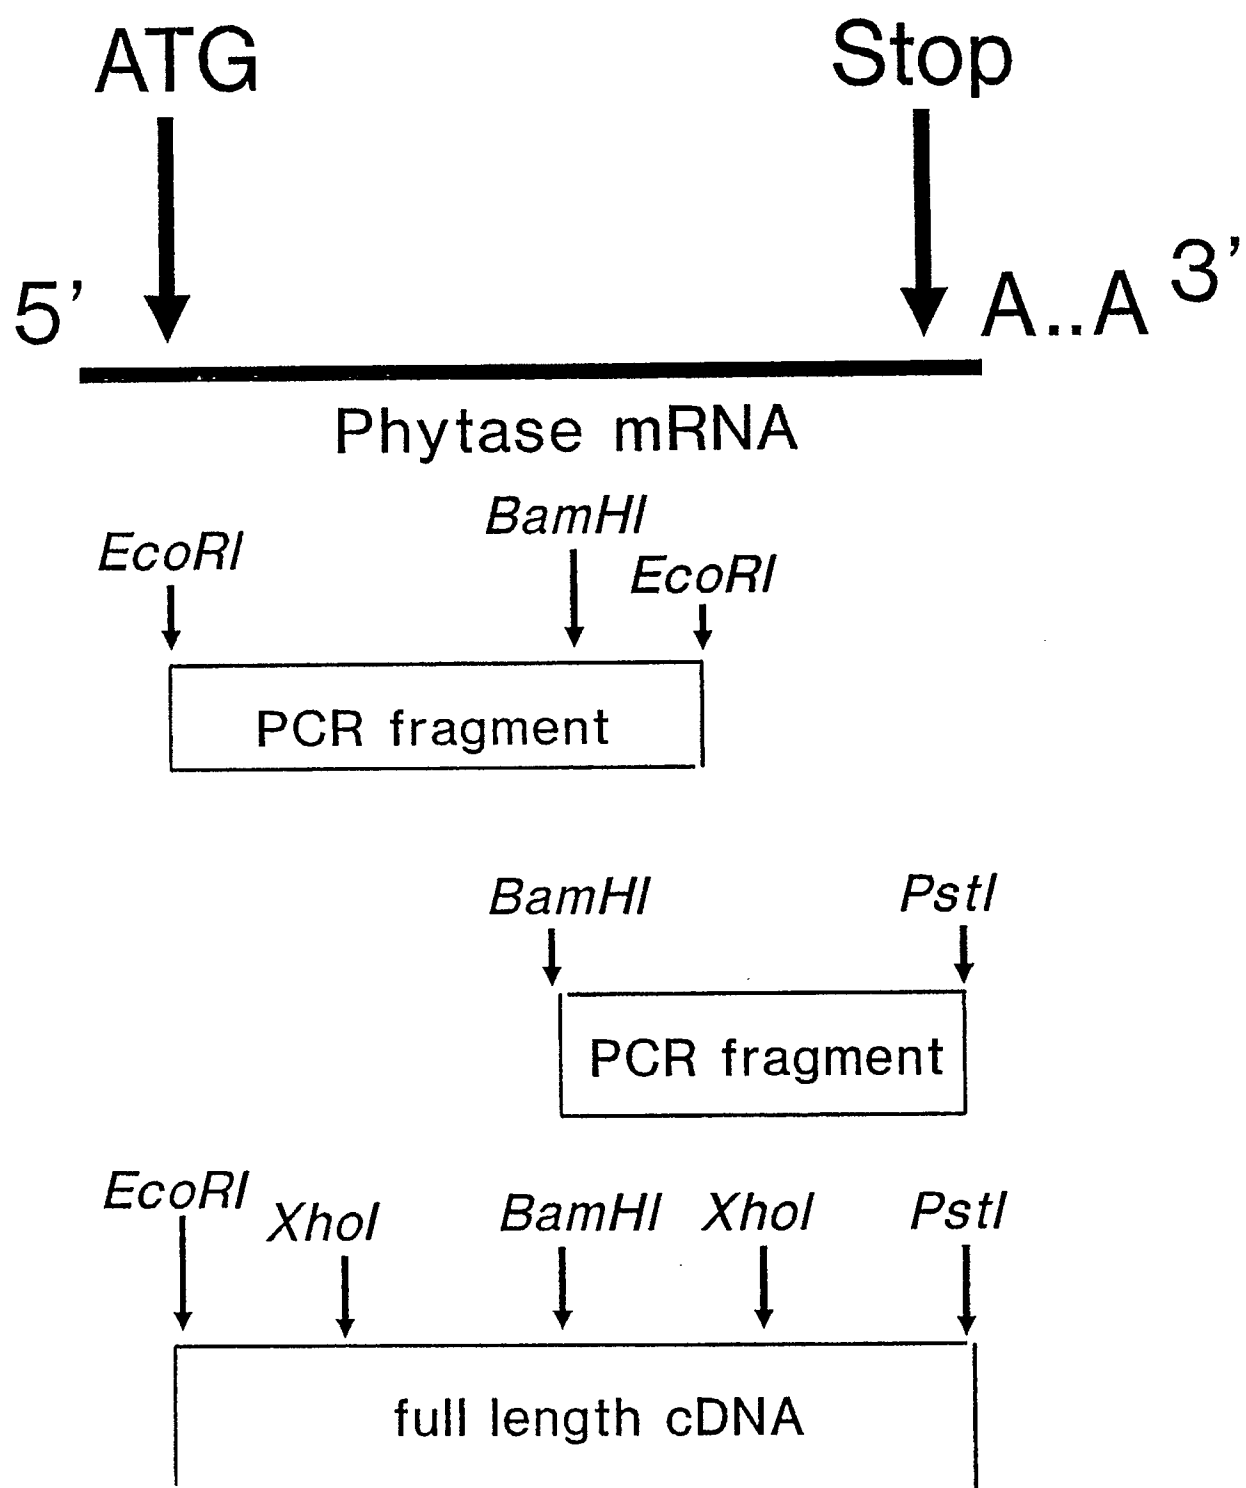 ATG Stop
5' A..A 3'
Phytase mRNA
BamHI
EcoRI EcoRI
PCR fragment
BamHI PstI
PCR fragment
EcoRI XhoI BamHI XhoI PstI
full length cDNA